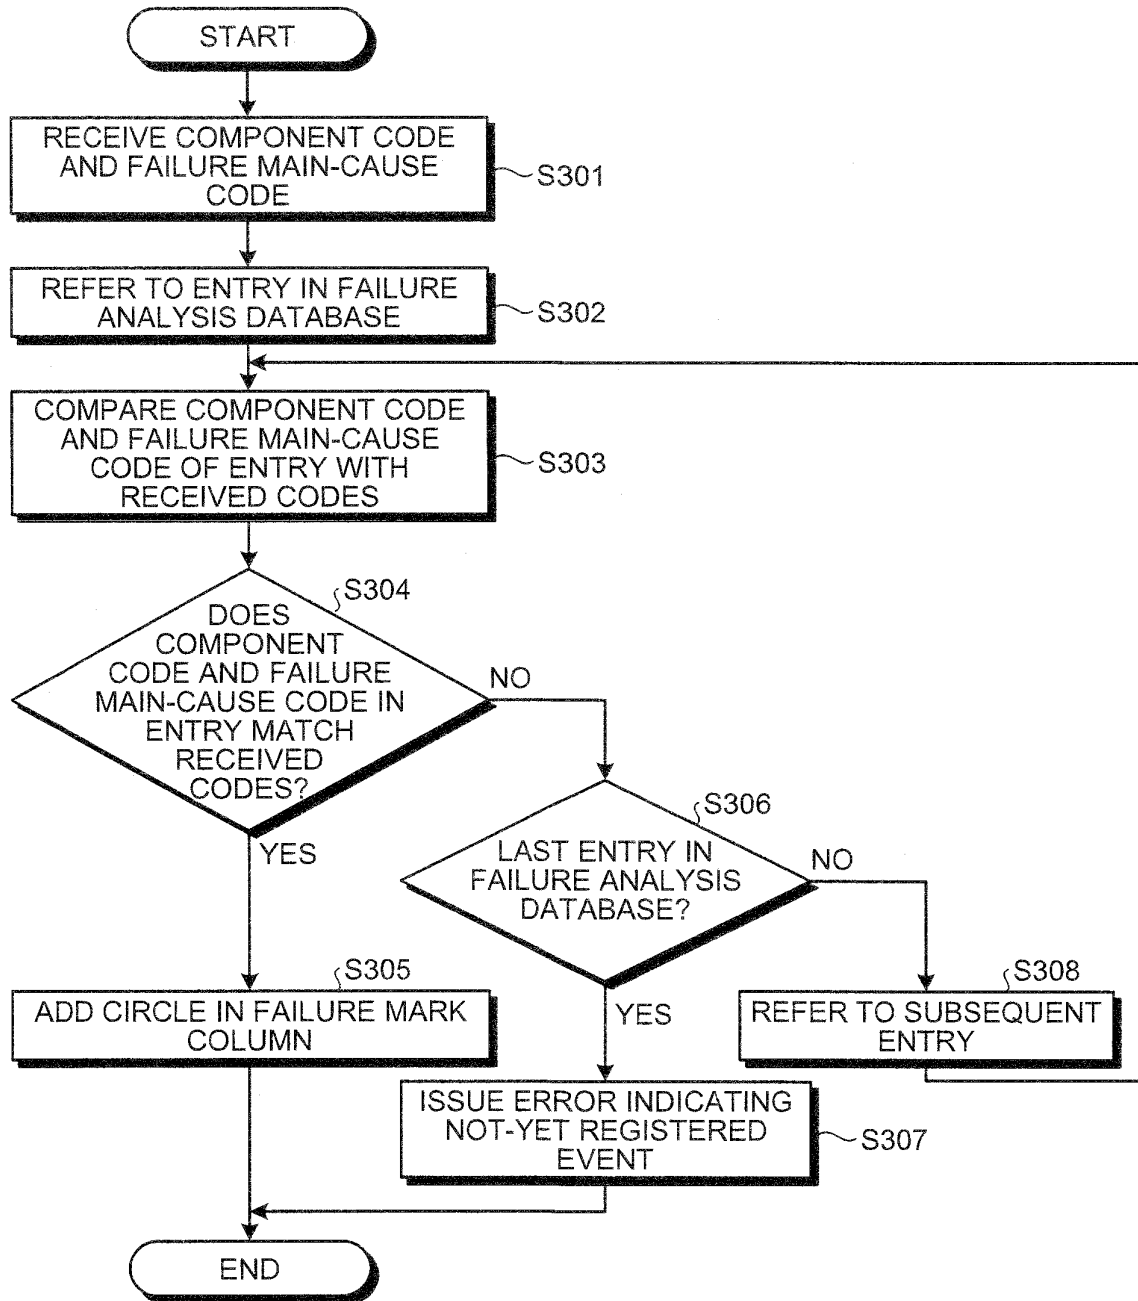 START
RECEIVE COMPONENT CODE
AND FAILURE MAIN-CAUSE
CODE
S301
REFER TO ENTRY IN FAILURE
ANALYSIS DATABASE
S302
COMPARE COMPONENT CODE
AND FAILURE MAIN-CAUSE
CODE OF ENTRY WITH
RECEIVED CODES
S303
S304
DOES
COMPONENT
CODE AND FAILURE
MAIN-CAUSE CODE IN
ENTRY MATCH
RECEIVED
CODES?
NO
YES
S306
LAST ENTRY IN
FAILURE ANALYSIS
DATABASE?
NO
YES
S305
ADD CIRCLE IN FAILURE MARK
COLUMN
S308
REFER TO SUBSEQUENT
ENTRY
ISSUE ERROR INDICATING
NOT-YET REGISTERED
EVENT
S307
END